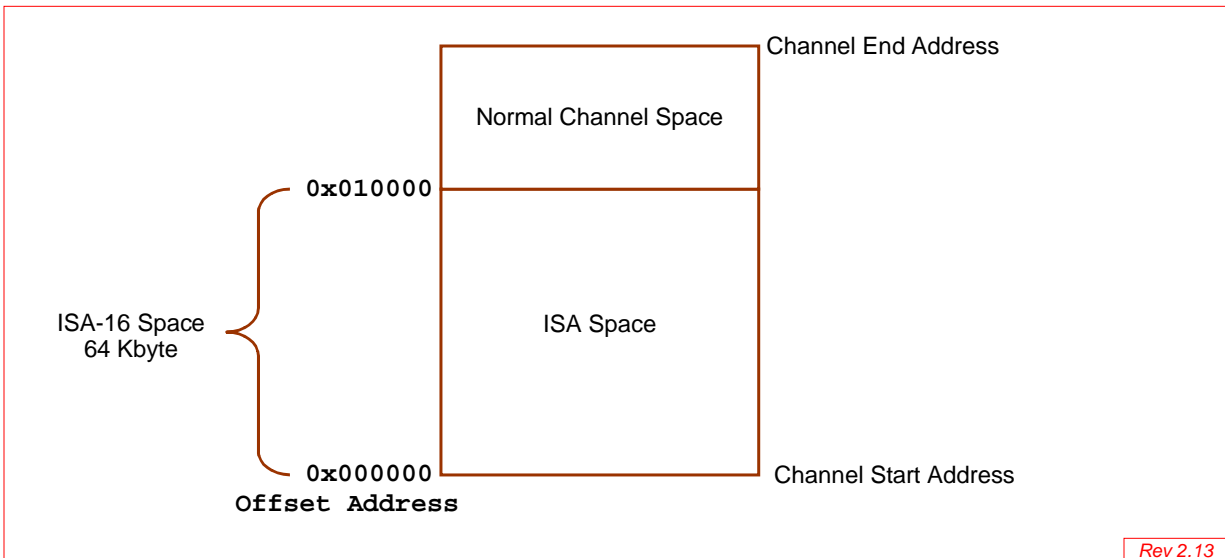 Channel End Address
Normal Channel Space
0x010000
ISA-16 Space
64 Kbyte
ISA Space
0x000000
Channel Start Address
Offset Address
Rev 2.13